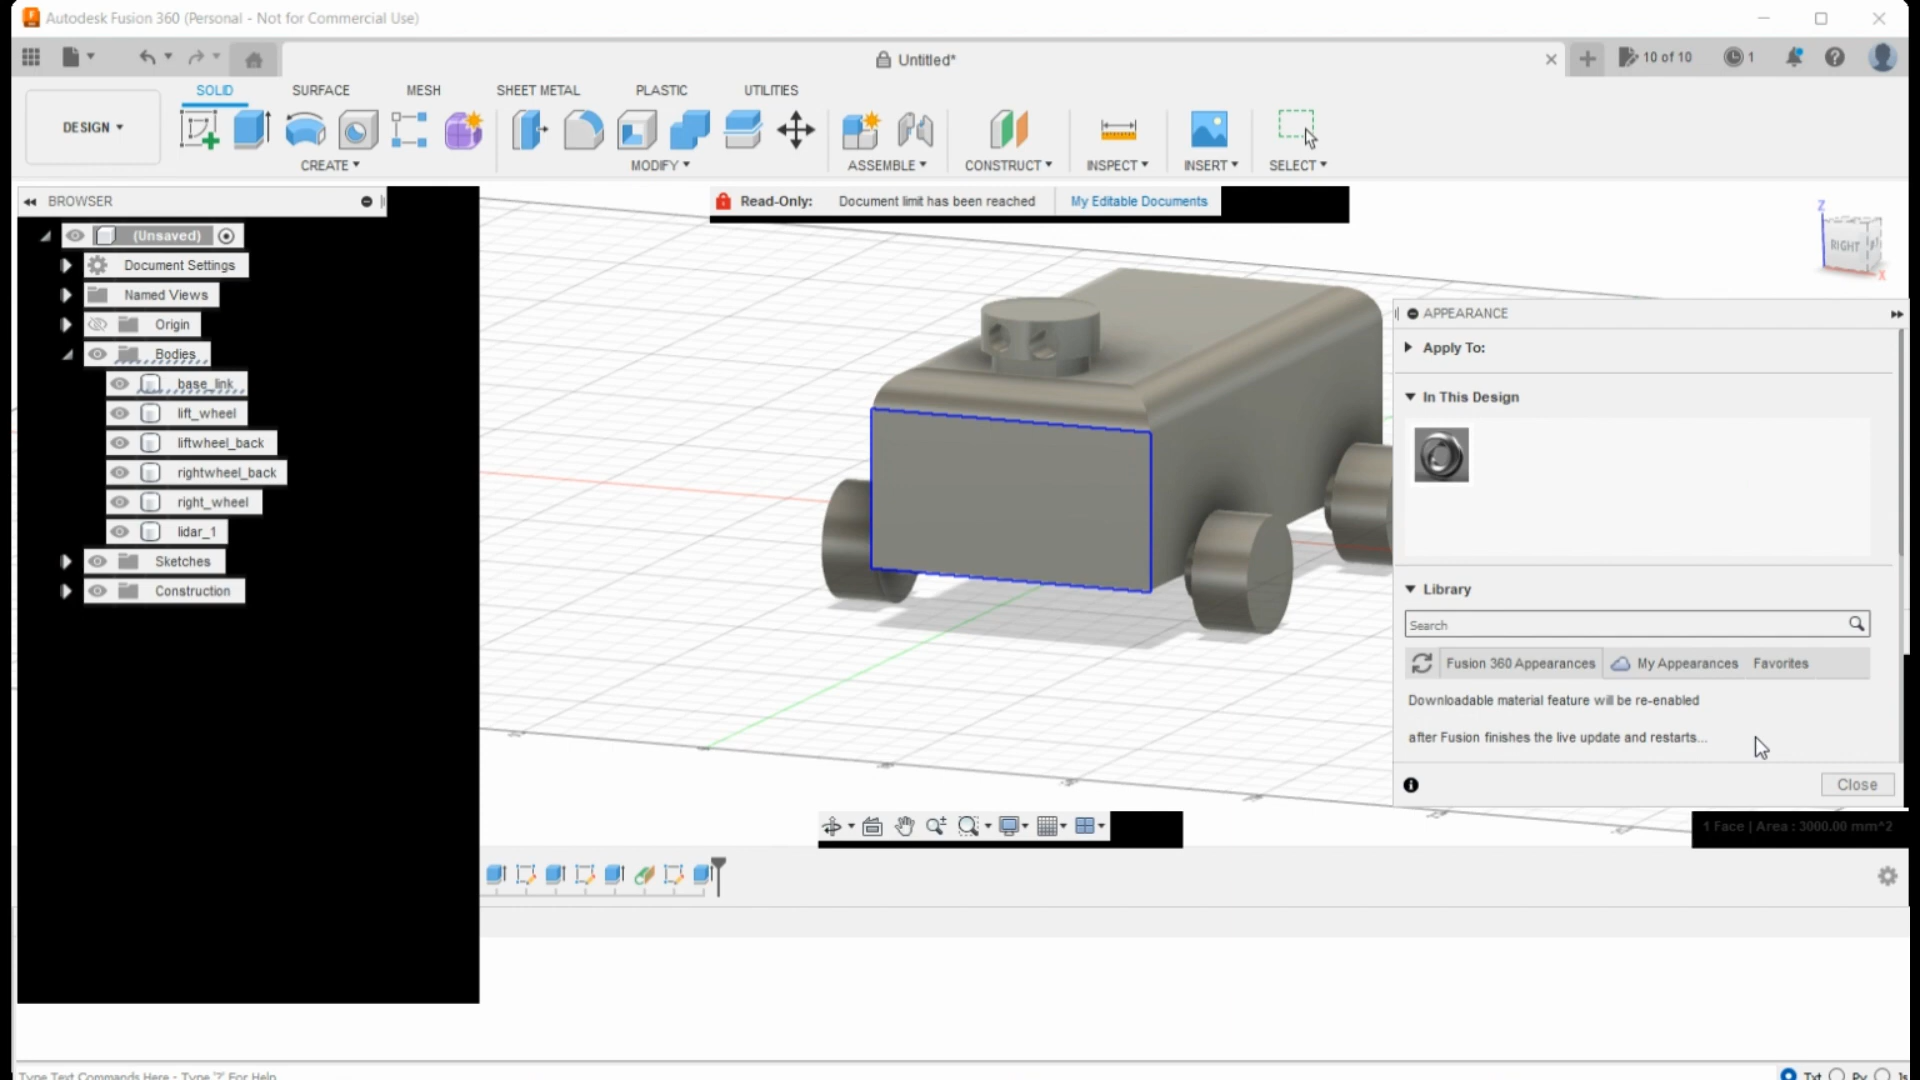 Autodesk Fusion 360 (Personal - Not for Commercial Use)
Untitled*
10 of 10
1
DESIGN
SOLID
SURFACE
MESH
SHEET METAL
PLASTIC
UTILITIES
CREATE
MODIFY
ASSEMBLE
CONSTRUCT
INSPECT
INSERT
SELECT
BROWSER
(Unsaved)
Document Settings
Named Views
Origin
Bodies
base_link
lift_wheel
liftwheel_back
rightwheel_back
right_wheel
lidar_1
Sketches
Construction
Read-Only: Document limit has been reached My Editable Documents
Z
RIGHT
X
APPEARANCE
Apply To:
In This Design
Library
Search
Fusion 360 Appearances
My Appearances
Favorites
Downloadable material feature will be re-enabled
after Fusion finishes the live update and restarts...
Close
1 Face | Area : 3000.00 mm^2
Type Text Commands Here - Type '?' For Help
Txt Py Js